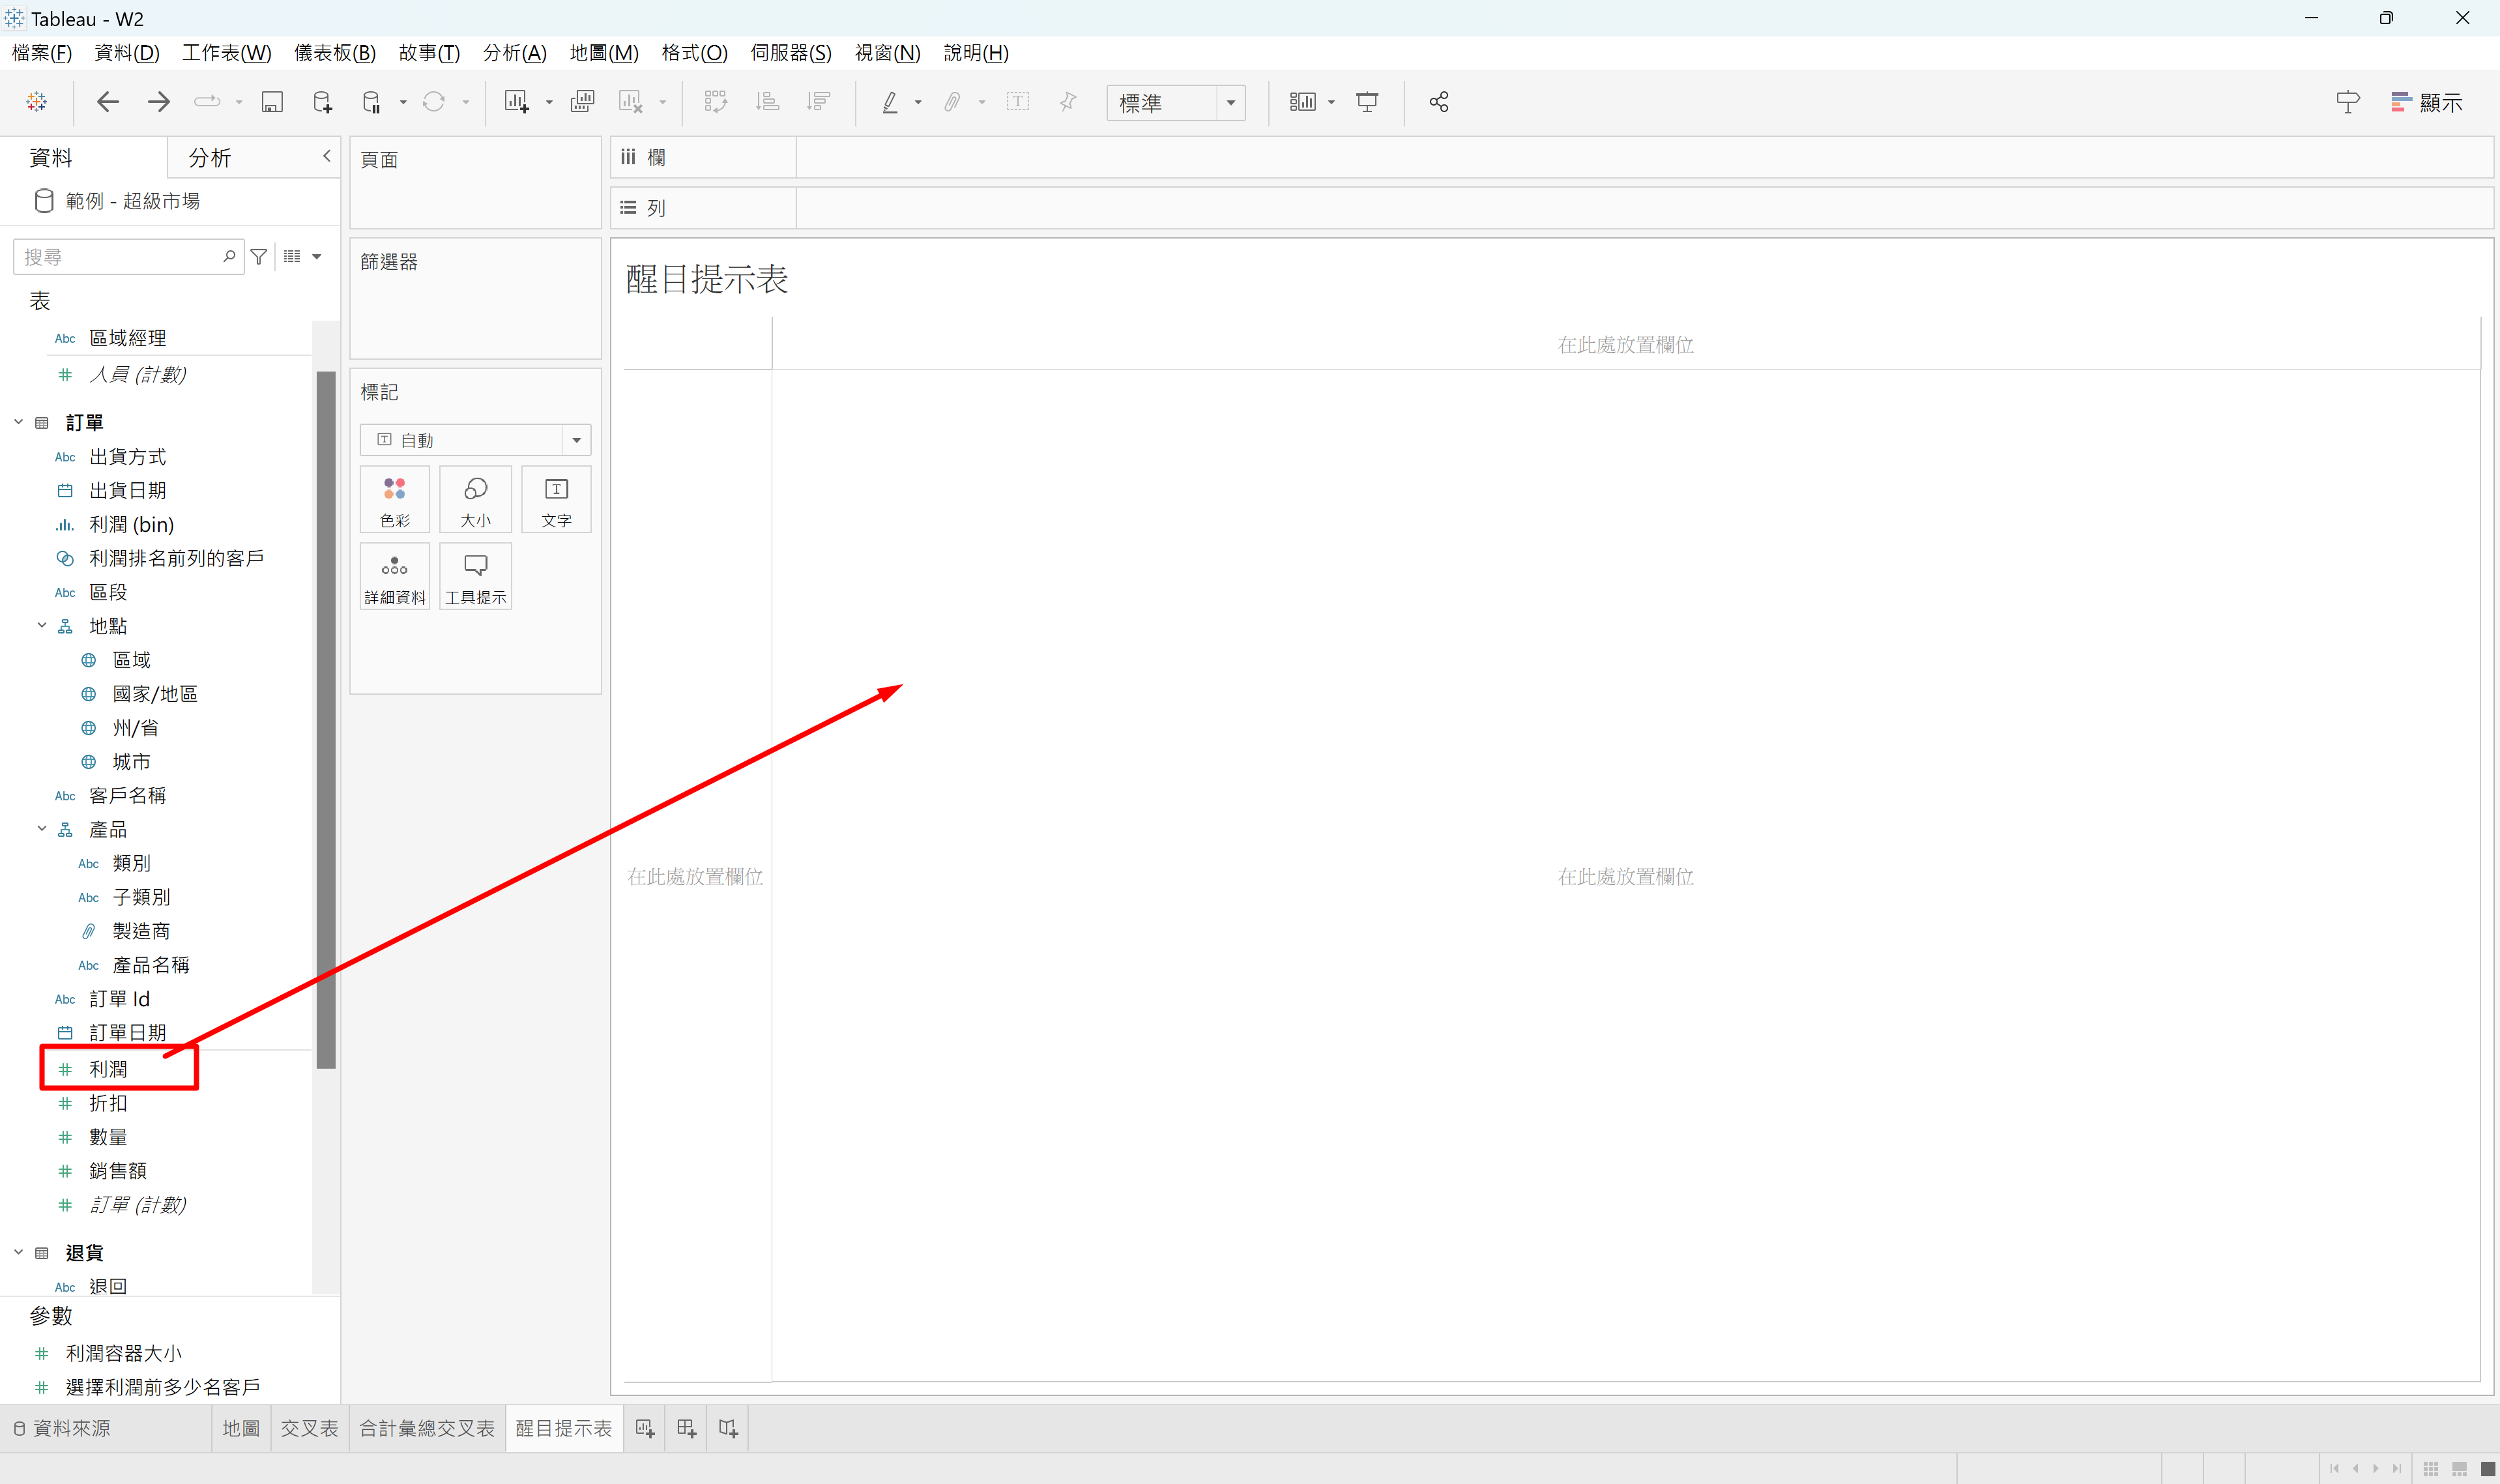 Tableau - W2
檔案(F) 資料(D) 工作表(W) 儀表板(B) 故事(T) 分析(A) 地圖(M) 格式(O) 伺服器(S) 視窗(N) 說明(H)
標準
顯示
資料 分析
範例 - 超級市場
搜尋
表
Abc 區域經理
人員 (計數)
訂單
Abc 出貨方式
出貨日期
利潤 (bin)
利潤排名前列的客戶
Abc 區段
地點
區域
國家/地區
州/省
城市
Abc 客戶名稱
產品
Abc 類別
Abc 子類別
製造商
Abc 產品名稱
Abc 訂單 Id
訂單日期
利潤
折扣
數量
銷售額
訂單 (計數)
退貨
Abc 退回
參數
利潤容器大小
選擇利潤前多少名客戶
頁面
篩選器
標記
自動
色彩 大小 文字
詳細資料 工具提示
欄
列
醒目提示表
在此處放置欄位
在此處放置欄位
在此處放置欄位
資料來源 地圖 交叉表 合計彙總交叉表 醒目提示表